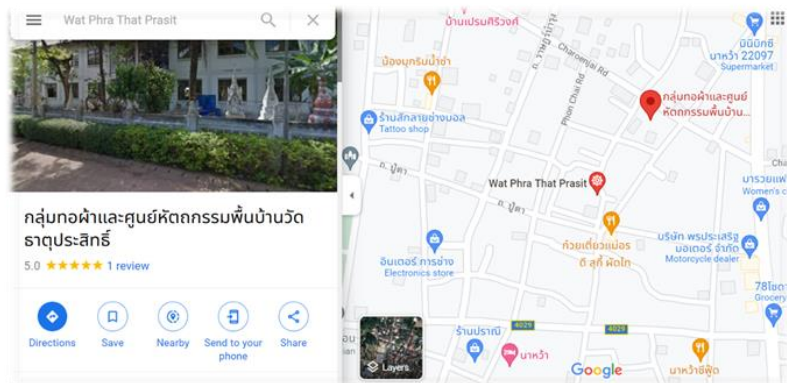 Wat Phra That Prasit
กลุ่มทอผ้าและศูนย์หัตถกรรมพื้นบ้านวัด
ธาตุประสิทธิ์
5.0
1 review
Directions
Save
Nearby
Send to your
phone
Share
บ้านเปรมศิริวงศ์
น้องบุคริมน้ำชำ
ร้านสักลายช่างบอล
Tattoo shop
Charoenjai Rd
Phon Chai Rd
นินิบิกซี
นาหว้า 22097
Supermarket
กลุ่มทอผ้าและศูนย์
หัตถกรรมพื้นบ้าน...
Cha
ถ. ปู่ตา
Wat Phra That Prasit
ถ. ปู่ตา
Women's c
ก๋วยเตี๋ยวแม่อร
ดี สุกี้ ผัดไท
บริษัท พรประเสริฐ
มอเตอร์ จำกัด
Motorcycle dealer
อินเตอร์ การช่าง
Electronics store
Grocery
Layers
ร้านปราณี
4029
4029
นาหว้า
Google
นาหว้าซีฟู้ด